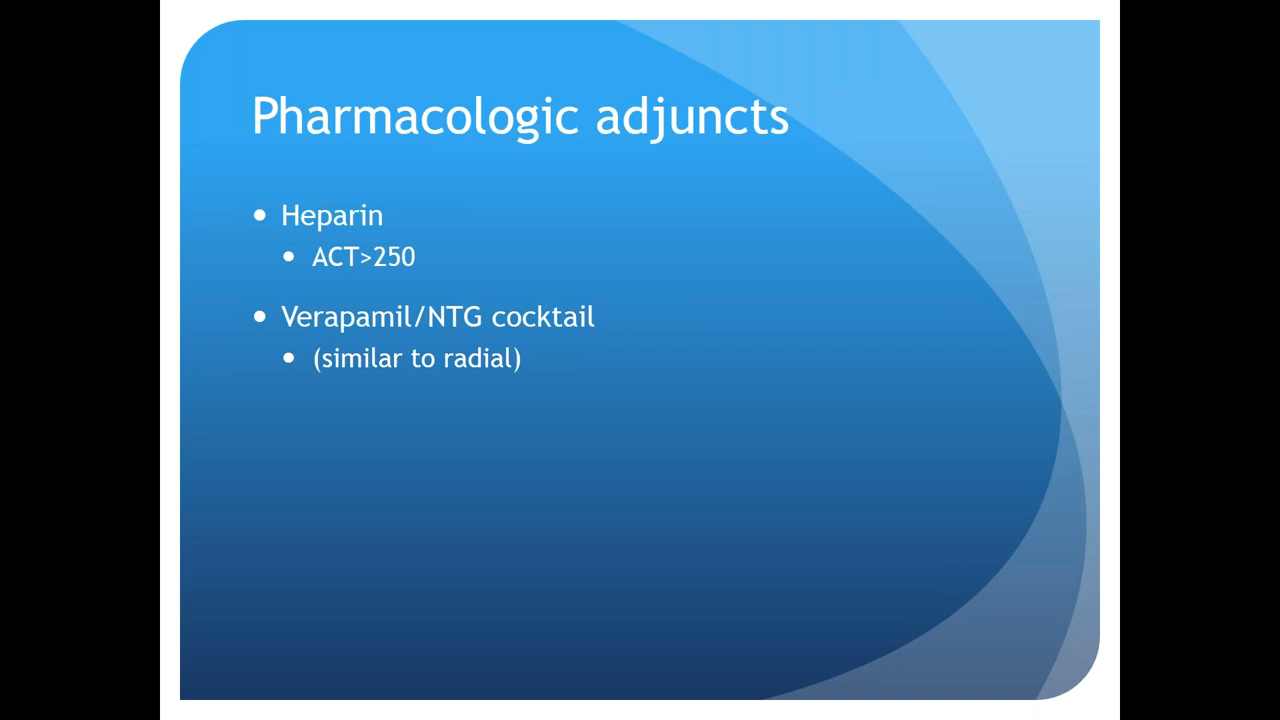 Pharmacologic adjuncts
• Heparin
• ACT>250
• Verapamil/NTG cocktail
• (similar to radial)